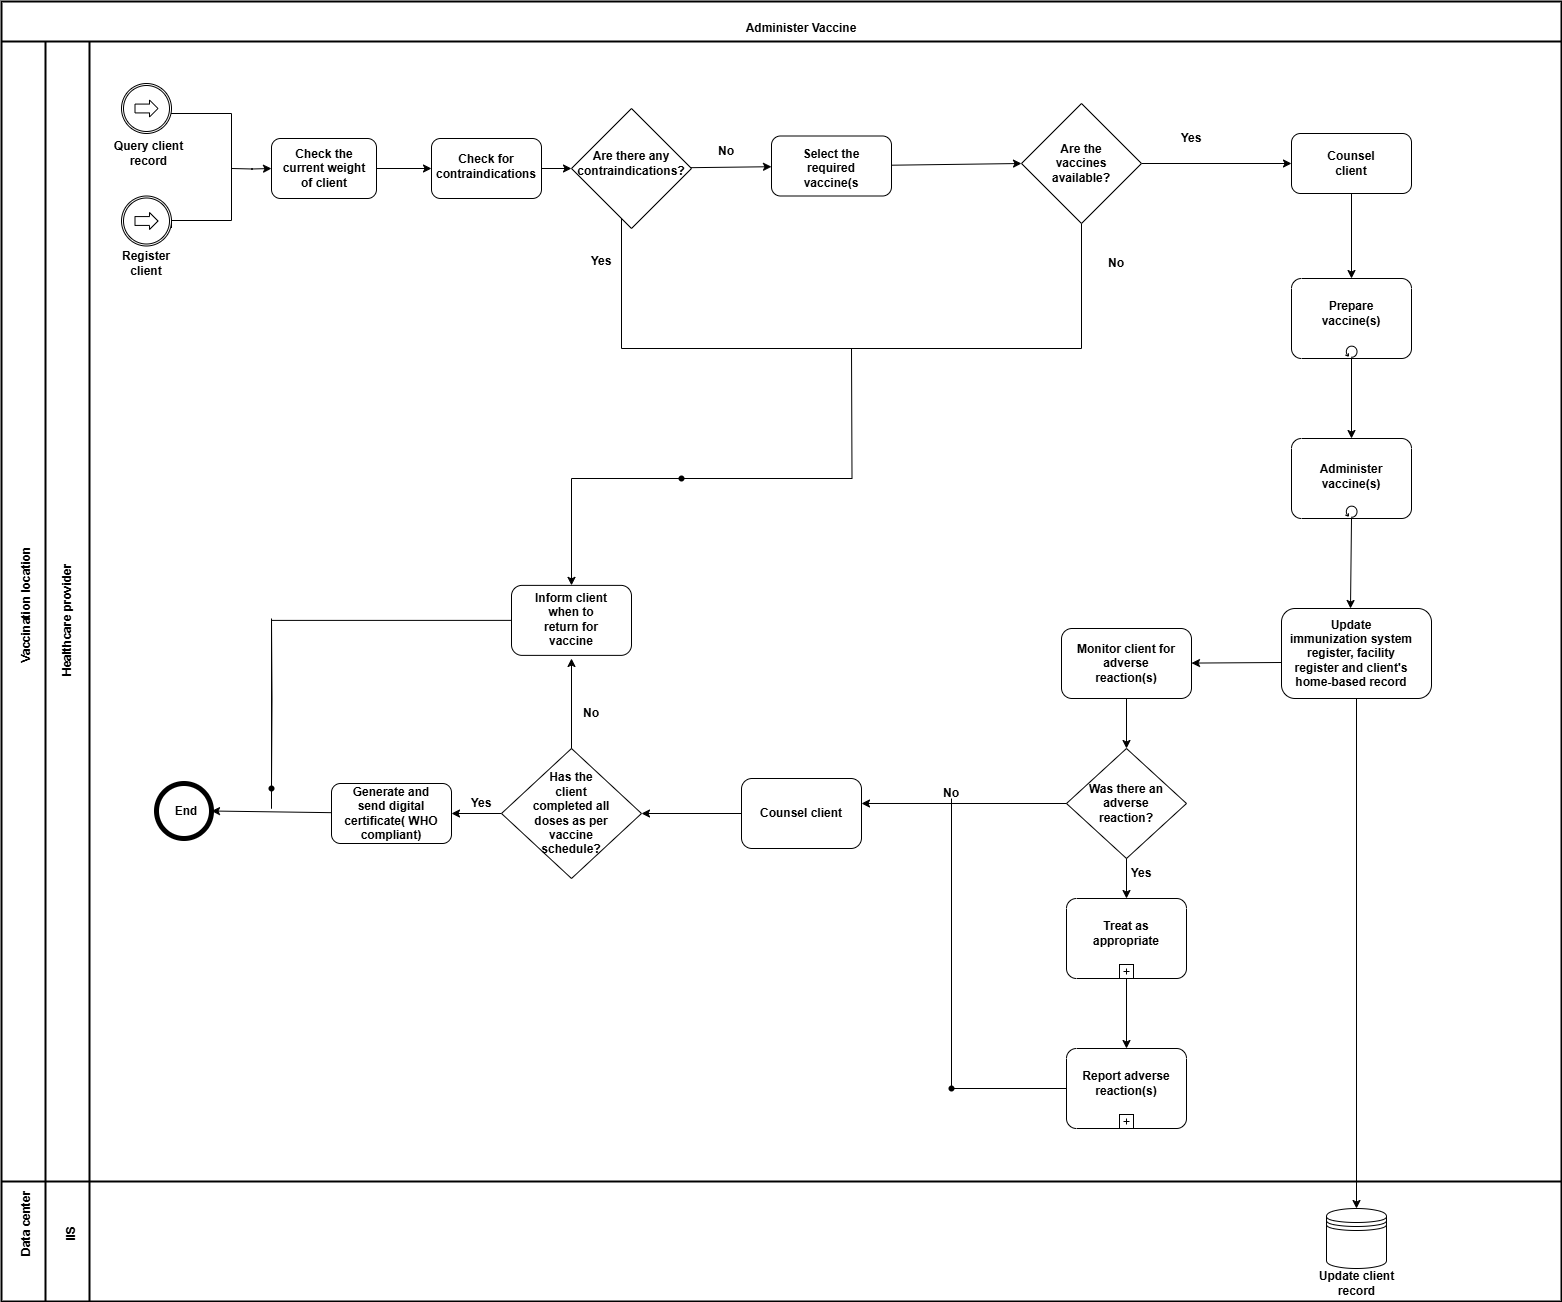 Administer Vaccine
Vaccination location
Healthcare provider
Query client
record
Register
client
Check the
current weight
of client
Check for
contraindications
Are there any
contraindications?
No
Yes
Select the
required
vaccine(s
Are the
vaccines
available?
Yes
No
Counsel
client
Prepare
vaccine(s)
Administer
vaccine(s)
Update
immunization system
register, facility
register and client's
home-based record
Monitor client for
adverse
reaction(s)
Was there an
adverse
reaction?
No
Yes
Treat as
appropriate
Report adverse
reaction(s)
Counsel client
Has the
client
completed all
doses as per
vaccine
schedule?
No
Yes
Inform client
when to
return for
vaccine
Generate and
send digital
certificate( WHO
compliant)
End
Data center
IIS
Update client
record